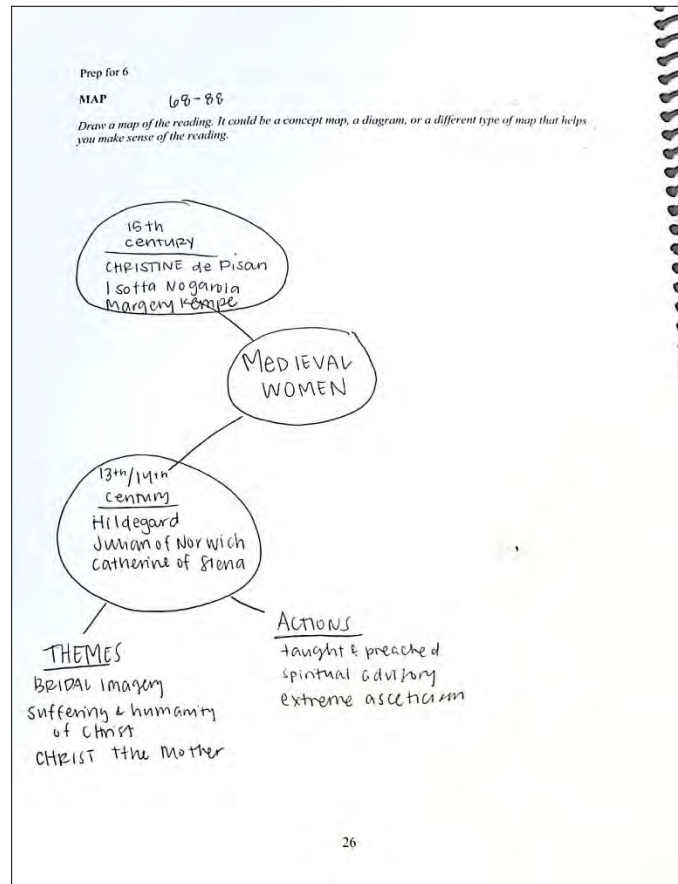 Prep for 6
MAP 68-88
Draw a map of the reading. It could be a concept map, a diagram, or a different type of map that helps
you make sense of the reading.
15th
century
CHRISTINE de Pisan
Isotta Nogarola
Margery Kempe
MEDIEVAL
WOMEN
13th/14th
century
Hildegard
Julian of Norwich
Catherine of Siena
THEMES
BRIDAL Imagery
suffering & humanity
of Christ
CHRIST the Mother
ACTIONS
taught & preached
spiritual advisory
extreme asceticism
26